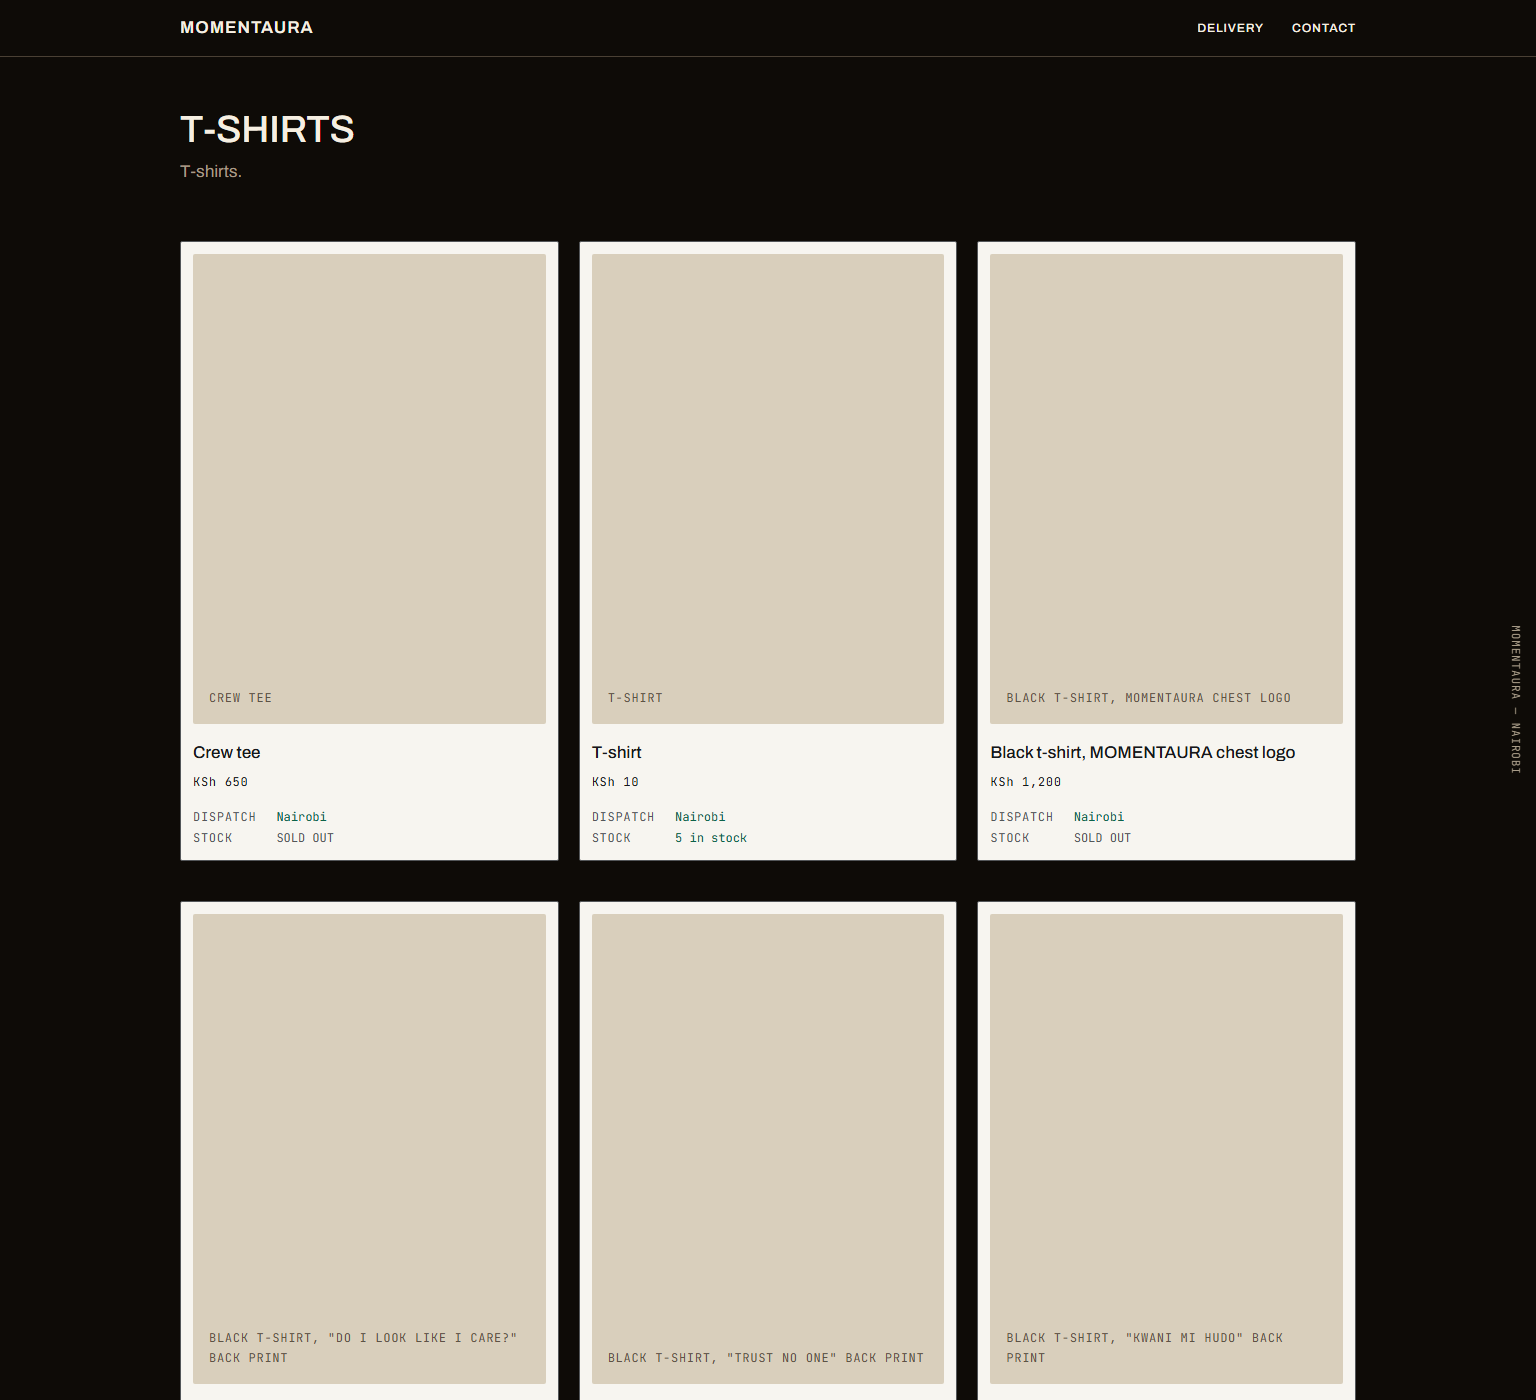 MOMENTAURA
DELIVERY
CONTACT
T-SHIRTS
T-shirts.
CREW TEE
Crew tee
KSh 650
DISPATCH Nairobi
STOCK SOLD OUT
T-SHIRT
T-shirt
KSh 10
DISPATCH Nairobi
STOCK 5 in stock
BLACK T-SHIRT, MOMENTAURA CHEST LOGO
Black t-shirt, MOMENTAURA chest logo
KSh 1,200
DISPATCH Nairobi
STOCK SOLD OUT
MOMENTAURA — NAIROBI
BLACK T-SHIRT, "DO I LOOK LIKE I CARE?"
BACK PRINT
BLACK T-SHIRT, "TRUST NO ONE" BACK PRINT
BLACK T-SHIRT, "KWANI MI HUDO" BACK
PRINT